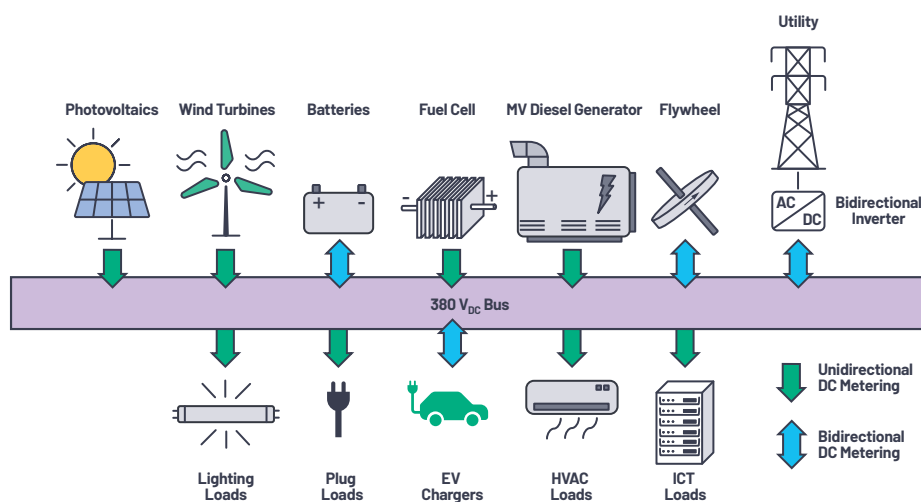 Utility
Photovoltaics
Wind Turbines
Batteries
Fuel Cell
MV Diesel Generator
Flywheel
+ -
- +
AC
DC
Bidirectional
Inverter
380 VDC Bus
Unidirectional
DC Metering
Bidirectional
DC Metering
Lighting
Loads
Plug
Loads
EV
Chargers
HVAC
Loads
ICT
Loads